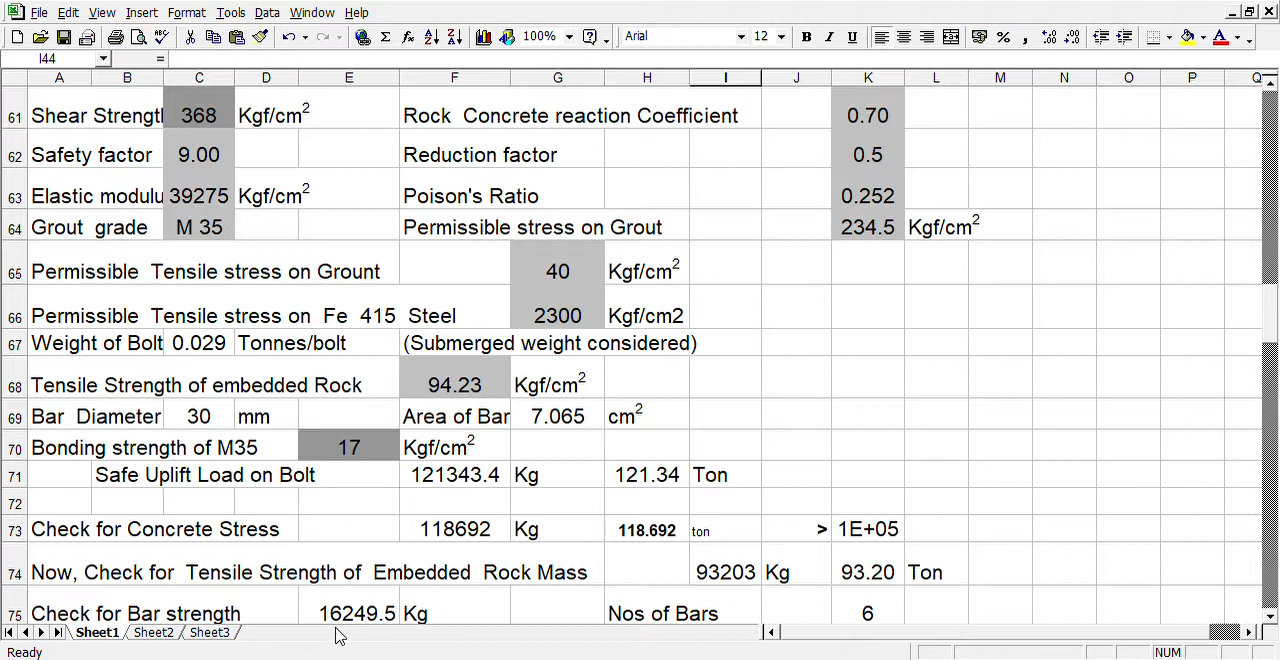 File Edit View Insert Format Tools Data Window Help
100% Arial 12 B I U % ,
I44 =
A B C D E F G H I J K L M N O P Q
61 Shear Strengt 368 Kgf/cm2 Rock Concrete reaction Coefficient 0.70
62 Safety factor 9.00 Reduction factor 0.5
63 Elastic modulu 39275 Kgf/cm2 Poison's Ratio 0.252
64 Grout grade M 35 Permissible stress on Grout 234.5 Kgf/cm2
65 Permissible Tensile stress on Grount 40 Kgf/cm2
66 Permissible Tensile stress on Fe 415 Steel 2300 Kgf/cm2
67 Weight of Bolt 0.029 Tonnes/bolt (Submerged weight considered)
68 Tensile Strength of embedded Rock 94.23 Kgf/cm2
69 Bar Diameter 30 mm Area of Bar 7.065 cm2
70 Bonding strength of M35 17 Kgf/cm2
71 Safe Uplift Load on Bolt 121343.4 Kg 121.34 Ton
72
73 Check for Concrete Stress 118692 Kg 118.692 ton > 1E+05
74 Now, Check for Tensile Strength of Embedded Rock Mass 93203 Kg 93.20 Ton
75 Check for Bar strength 16249.5 Kg Nos of Bars 6
Sheet1 Sheet2 Sheet3
Ready NUM